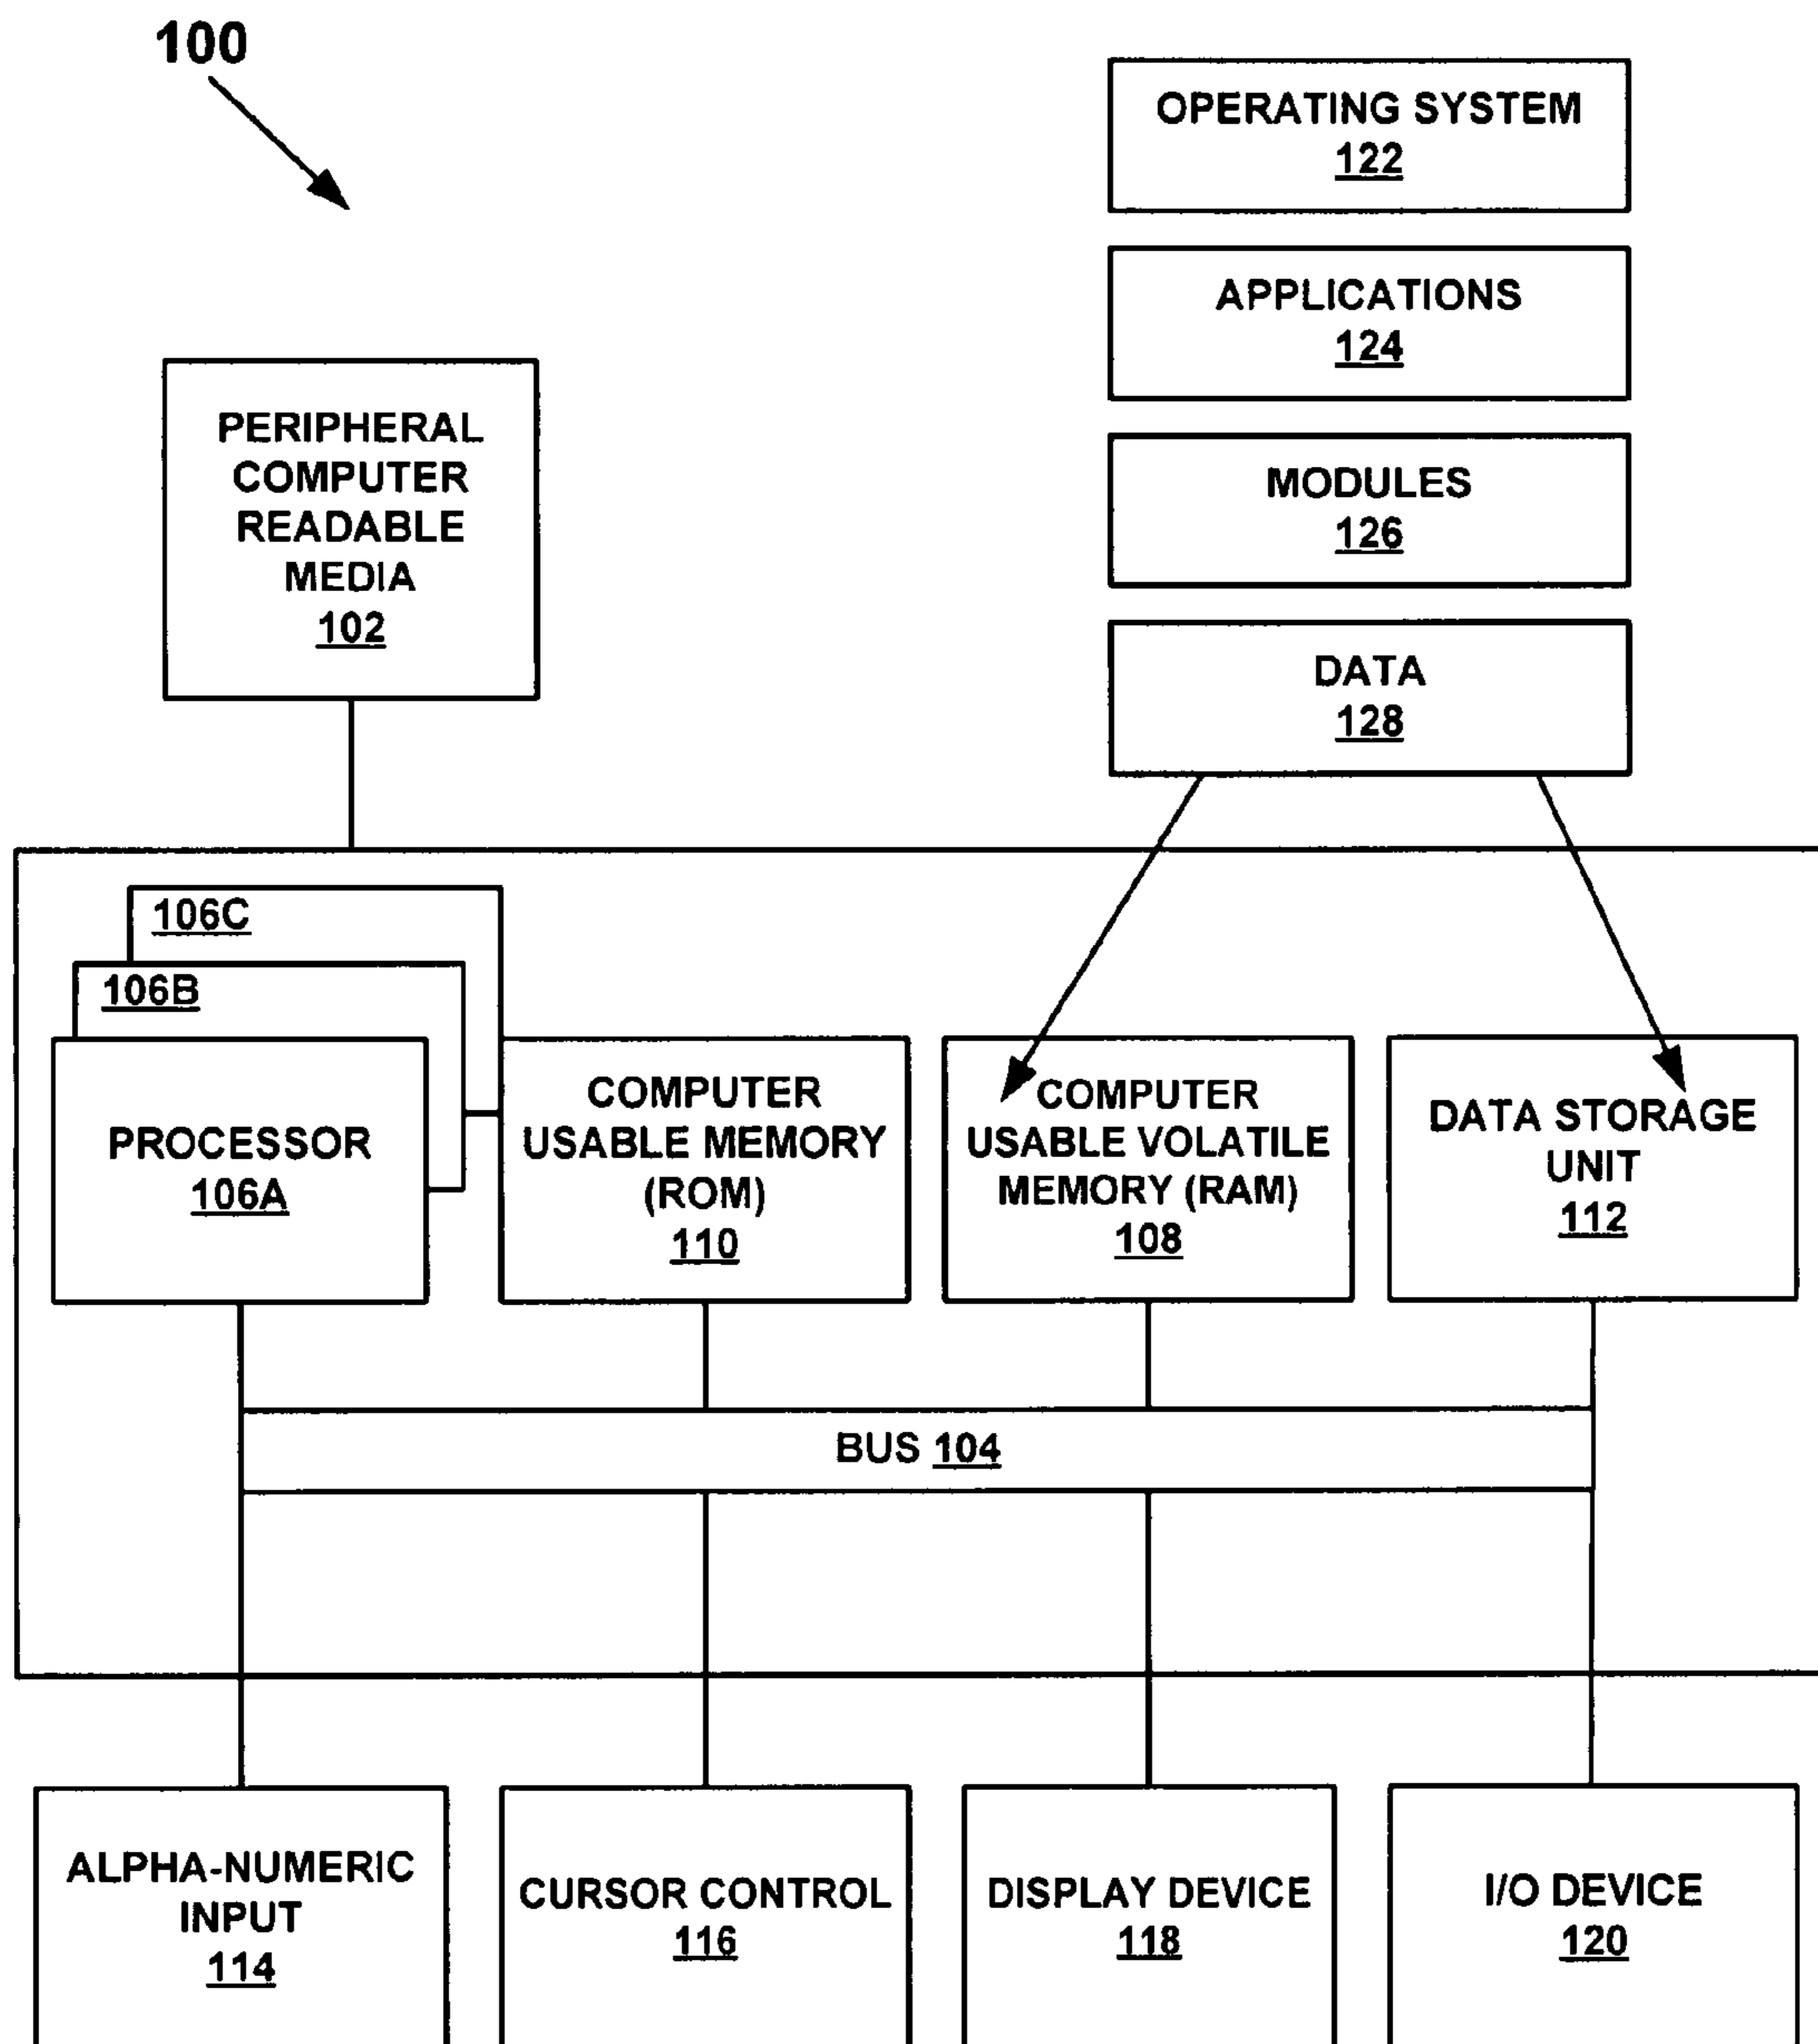 100
OPERATING SYSTEM
122
APPLICATIONS
124
PERIPHERAL
COMPUTER
READABLE
MEDIA
102
MODULES
126
DATA
128
106C
106B
PROCESSOR
106A
COMPUTER
USABLE MEMORY
(ROM)
110
COMPUTER
USABLE VOLATILE
MEMORY (RAM)
108
DATA STORAGE
UNIT
112
BUS 104
ALPHA-NUMERIC
INPUT
114
CURSOR CONTROL
116
DISPLAY DEVICE
118
I/O DEVICE
120